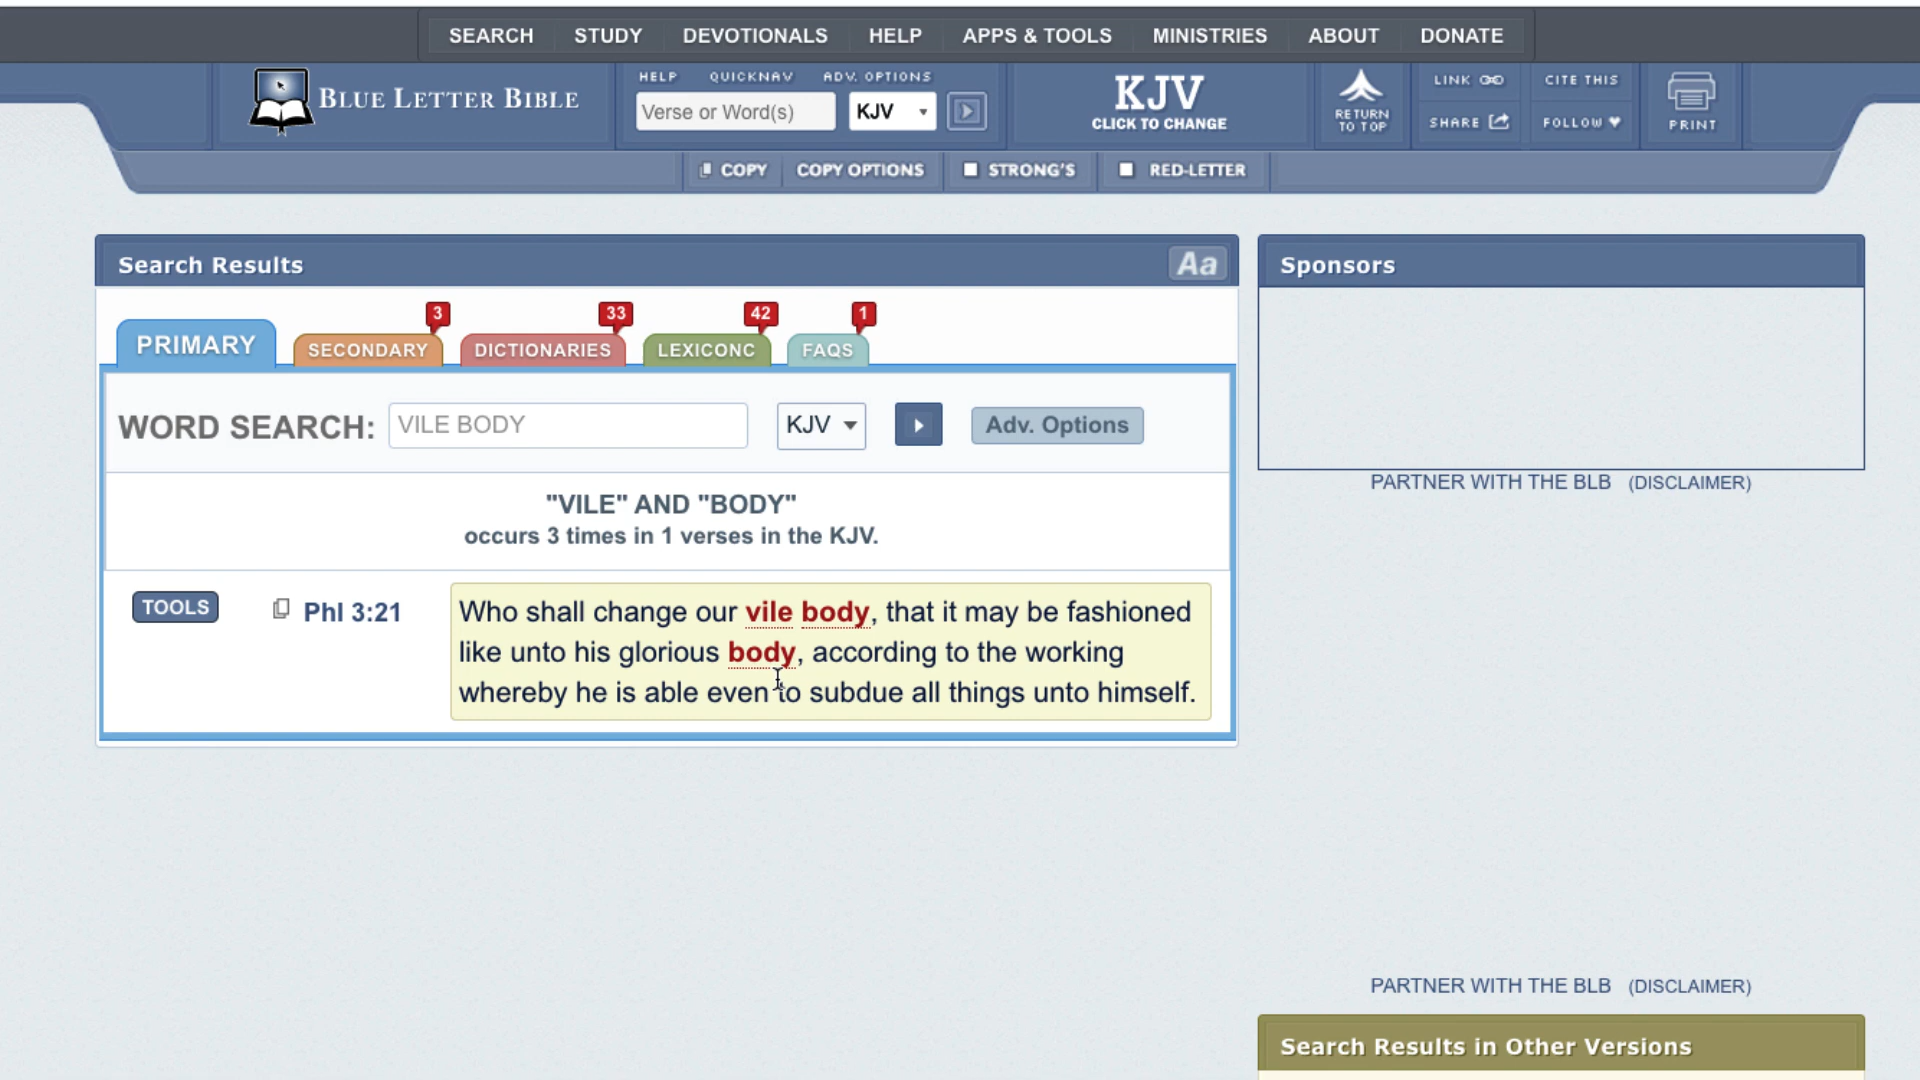 SEARCH STUDY DEVOTIONALS HELP APPS & TOOLS MINISTRIES ABOUT DONATE
HELP QUICKNAV ADV. OPTIONS
BLUE LETTER BIBLE
Verse or Word(s) KJV
KJV
CLICK TO CHANGE
RETURN
TO TOP
LINK CITE THIS
SHARE FOLLOW
PRINT
COPY COPY OPTIONS STRONG'S RED-LETTER
Search Results Aa
3 33 42 1
PRIMARY SECONDARY DICTIONARIES LEXICONC FAQS
WORD SEARCH: VILE BODY KJV Adv. Options
"VILE" AND "BODY"
occurs 3 times in 1 verses in the KJV.
TOOLS Phl 3:21
Who shall change our vile body, that it may be fashioned
like unto his glorious body, according to the working
whereby he is able even to subdue all things unto himself.
Sponsors
PARTNER WITH THE BLB (DISCLAIMER)
PARTNER WITH THE BLB (DISCLAIMER)
Search Results in Other Versions